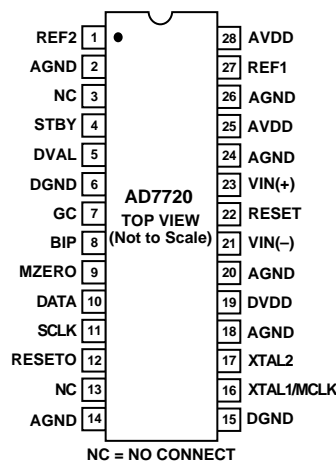 REF2 1 28 AVDD
AGND 2 27 REF1
NC 3 26 AGND
STBY 4 25 AVDD
DVAL 5 24 AGND
DGND 6 23 VIN(+)
GC 7 22 RESET
BIP 8 21 VIN(–)
MZERO 9 20 AGND
DATA 10 19 DVDD
SCLK 11 18 AGND
RESETO 12 17 XTAL2
NC 13 16 XTAL1/MCLK
AGND 14 15 DGND
AD7720
TOP VIEW
(Not to Scale)
NC = NO CONNECT